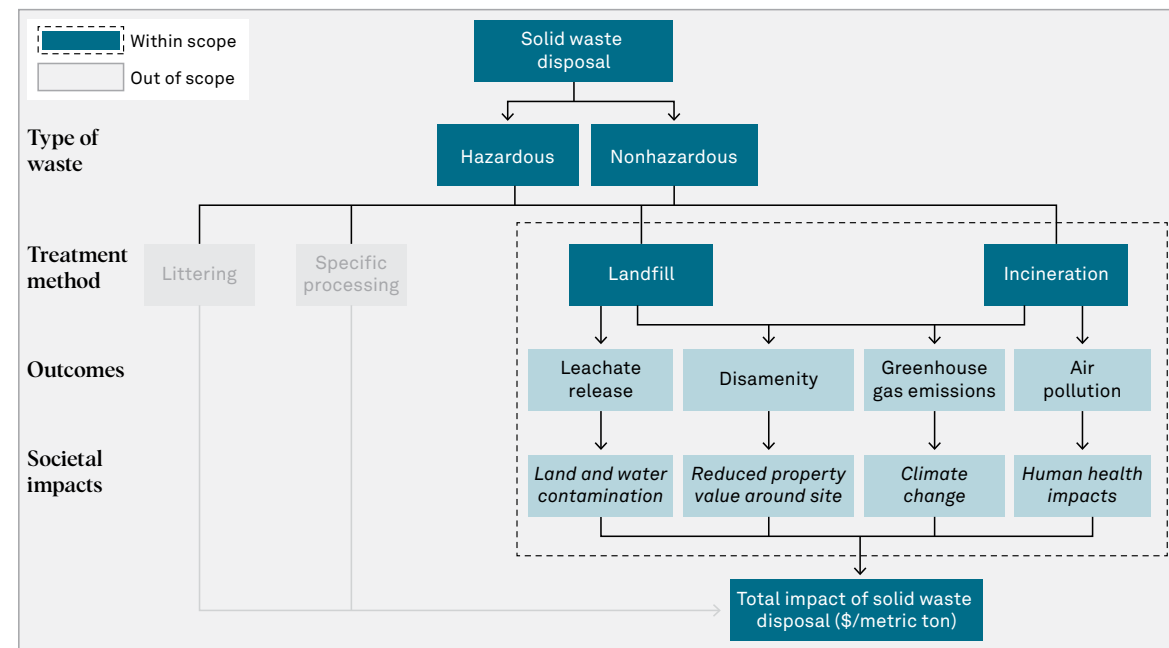 Within scope
Out of scope
Solid waste
disposal
Type of
waste
Hazardous
Nonhazardous
Treatment
method
Littering
Specific
processing
Landfill
Incineration
Outcomes
Leachate
release
Disamenity
Greenhouse
gas emissions
Air
pollution
Societal
impacts
Land and water
contamination
Reduced property
value around site
Climate
change
Human health
impacts
Total impact of solid waste
disposal ($/metric ton)